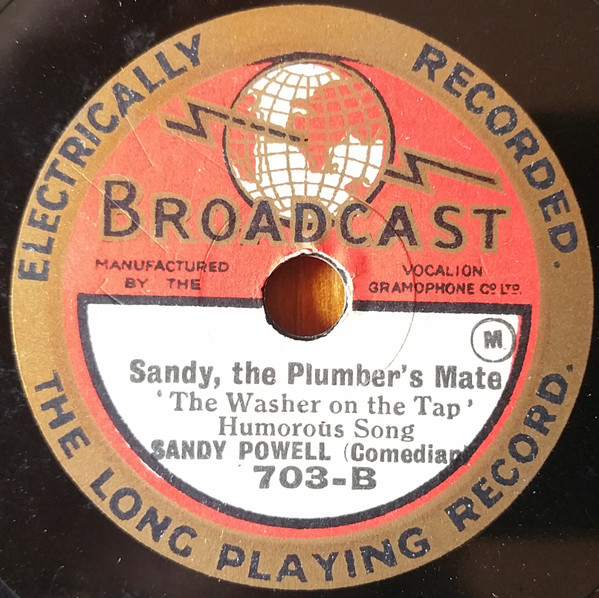 ELECTRICALLY RECORDED.
BROADCAST
MANUFACTURED BY THE
VOCALION GRAMOPHONE CO LTD.
M
Sandy, the Plumber's Mate
'The Washer on the Tap'
Humorous Song
SANDY POWELL (Comedian)
703-B
THE LONG PLAYING RECORD.